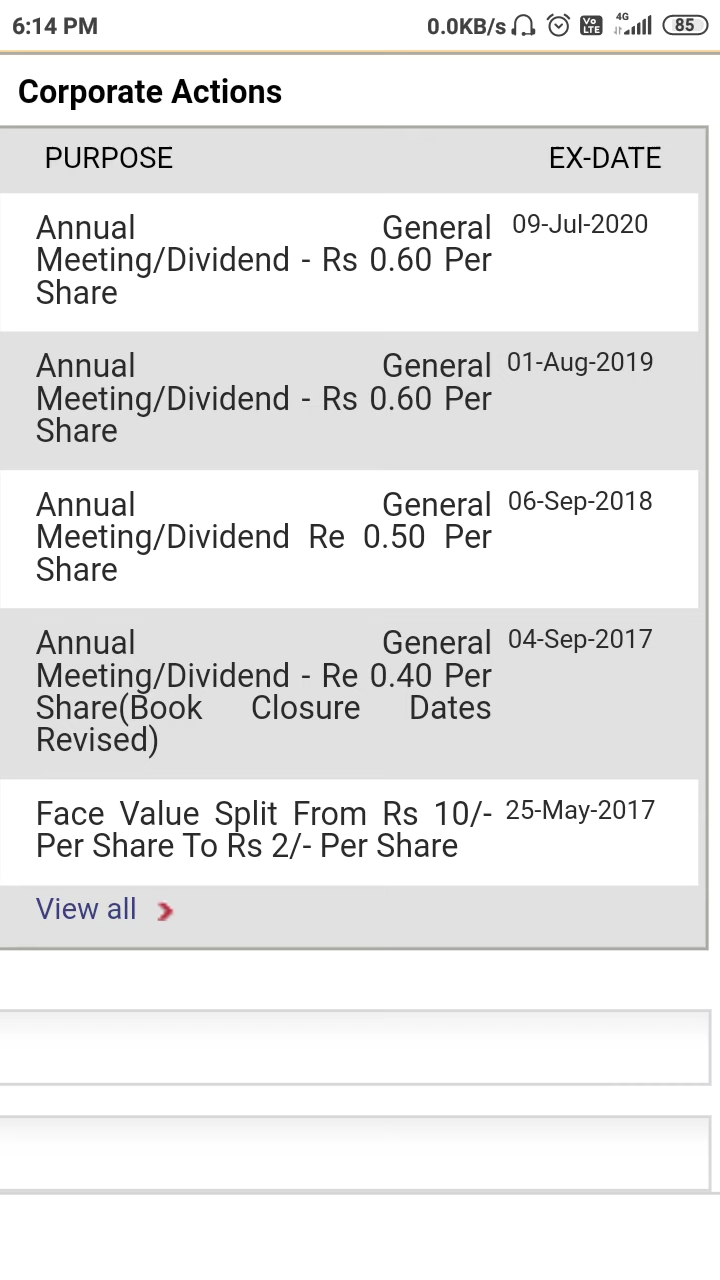 6:14 PM 0.0KB/s Vo LTE 4G 85
Corporate Actions
PURPOSE EX-DATE
Annual General 09-Jul-2020
Meeting/Dividend - Rs 0.60 Per
Share
Annual General 01-Aug-2019
Meeting/Dividend - Rs 0.60 Per
Share
Annual General 06-Sep-2018
Meeting/Dividend Re 0.50 Per
Share
Annual General 04-Sep-2017
Meeting/Dividend - Re 0.40 Per
Share(Book Closure Dates
Revised)
Face Value Split From Rs 10/- 25-May-2017
Per Share To Rs 2/- Per Share
View all